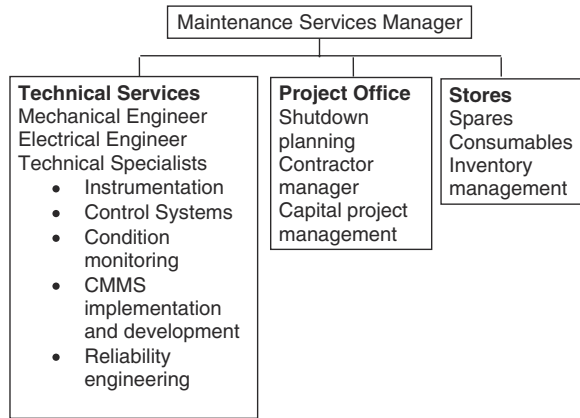 Maintenance Services Manager
Technical Services
Mechanical Engineer
Electrical Engineer
Technical Specialists
• Instrumentation
• Control Systems
• Condition
monitoring
• CMMS
implementation
and development
• Reliability
engineering
Project Office
Shutdown
planning
Contractor
manager
Capital project
management
Stores
Spares
Consumables
Inventory
management